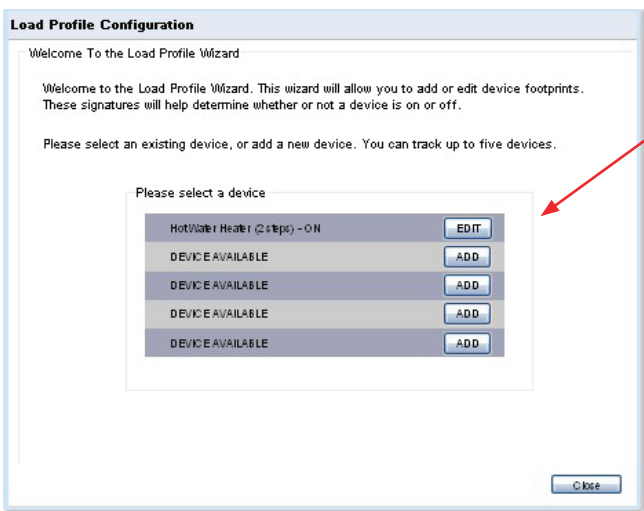 Load Profile Configuration
Welcome To the Load Profile Wizard
Welcome to the Load Profile Wizard. This wizard will allow you to add or edit device footprints.
These signatures will help determine whether or not a device is on or off.
Please select an existing device, or add a new device. You can track up to five devices.
Please select a device
HotWater Heater (2 steps) - ON EDIT
DEVICE AVAILABLE ADD
DEVICE AVAILABLE ADD
DEVICE AVAILABLE ADD
DEVICE AVAILABLE ADD
Close